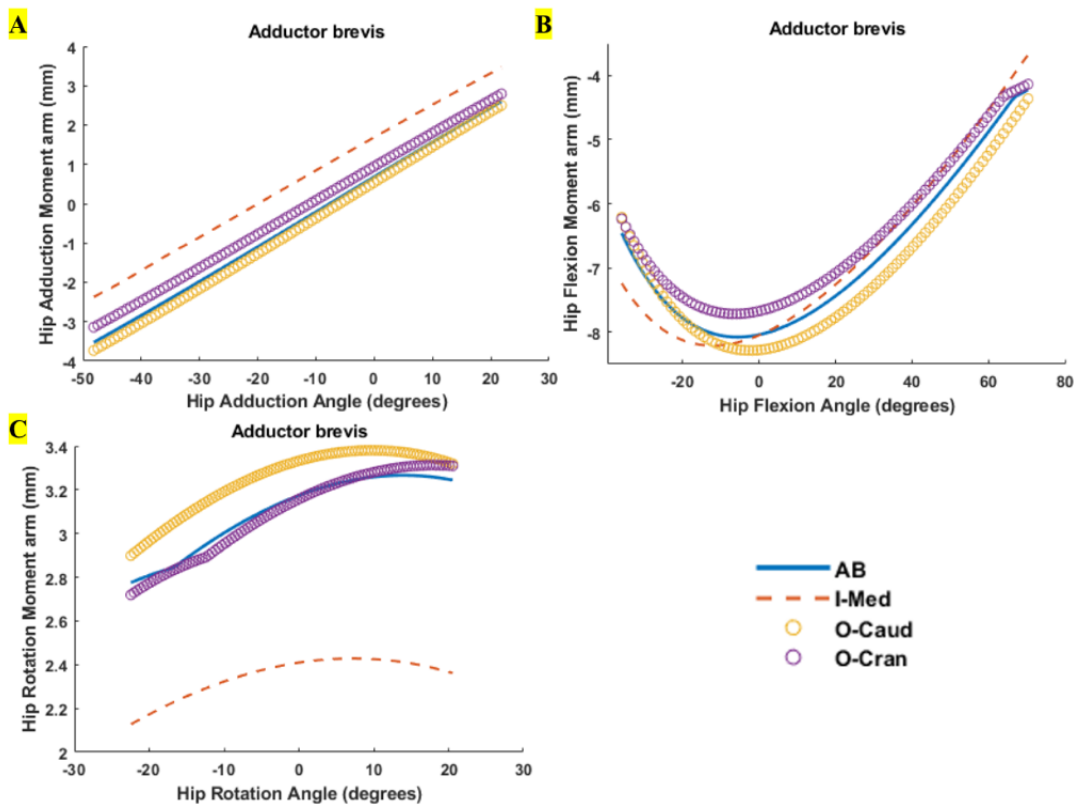 A
Adductor brevis
Hip Adduction Moment arm (mm)
4
3
2
1
0
-1
-2
-3
-4
-50 -40 -30 -20 -10 0 10 20 30
Hip Adduction Angle (degrees)
B
Adductor brevis
Hip Flexion Moment arm (mm)
-4
-5
-6
-7
-8
-20 0 20 40 60 80
Hip Flexion Angle (degrees)
C
Adductor brevis
Hip Rotation Moment arm (mm)
3.4
3.2
3
2.8
2.6
2.4
2.2
2
-30 -20 -10 0 10 20 30
Hip Rotation Angle (degrees)
AB
I-Med
O-Caud
O-Cran